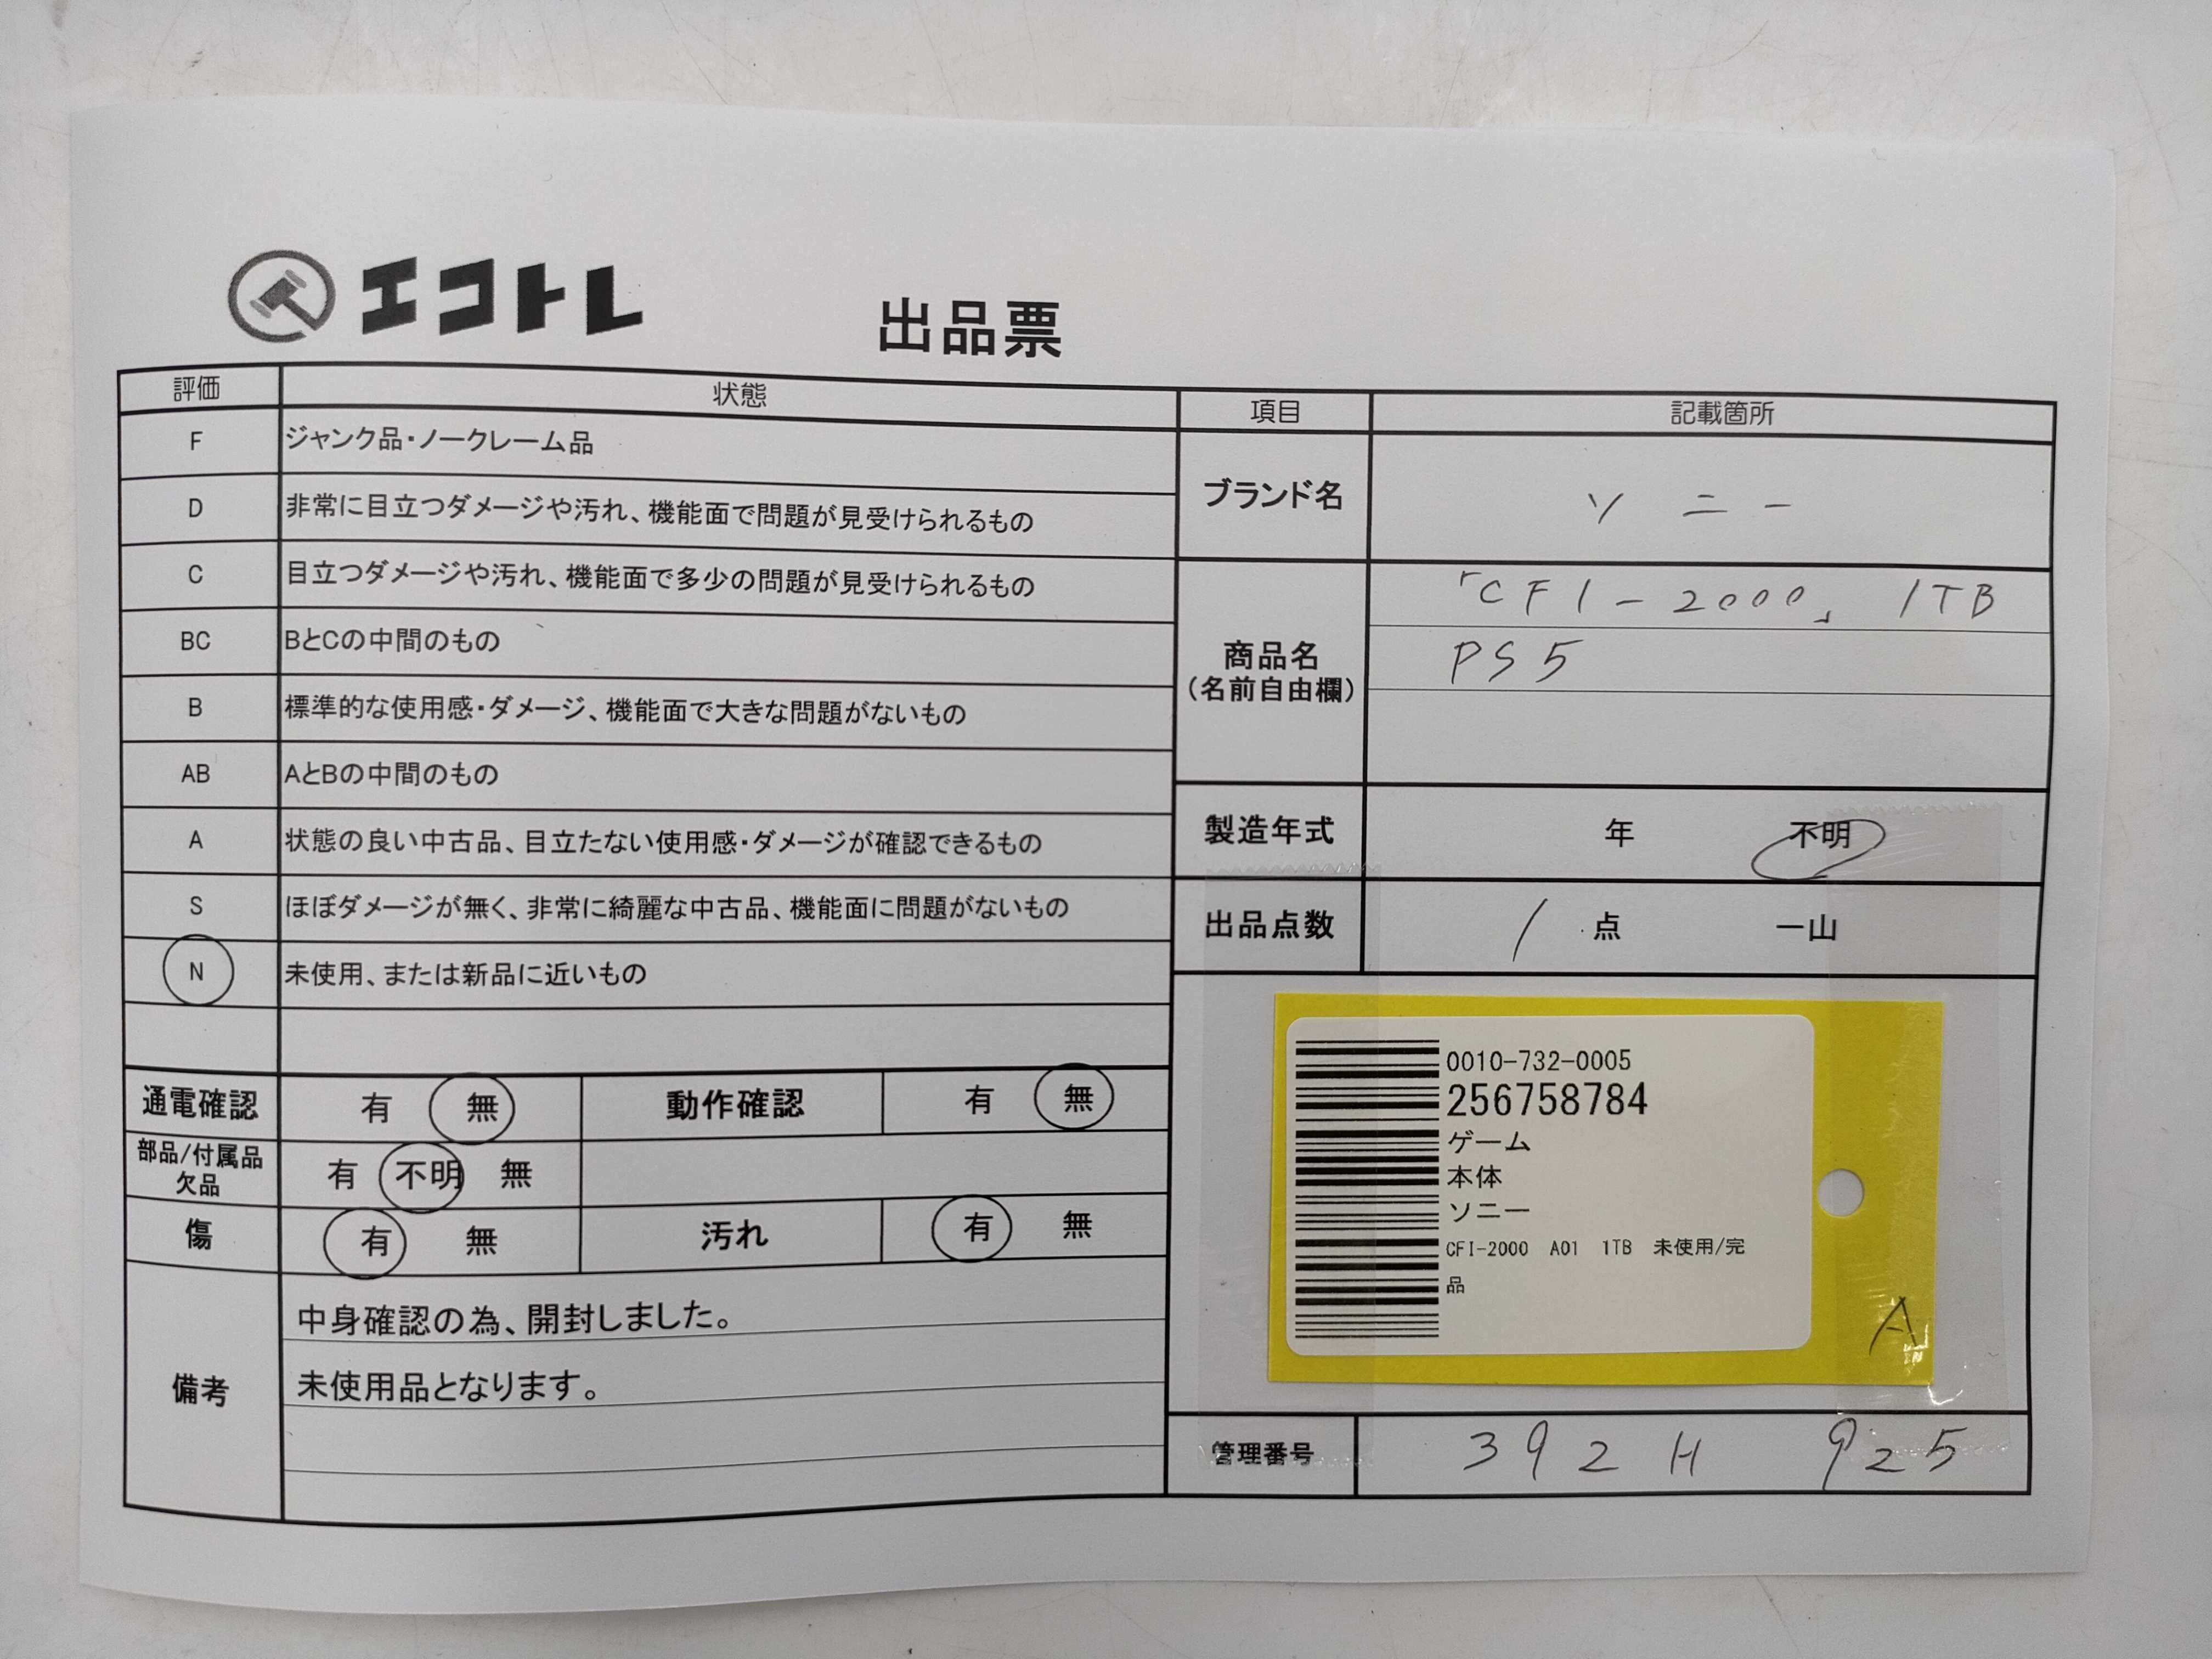 エコトレ
出品票
評価 状態
F ジャンク品・ノークレーム品
D 非常に目立つダメージや汚れ、機能面で問題が見受けられるもの
C 目立つダメージや汚れ、機能面で多少の問題が見受けられるもの
BC BとCの中間のもの
B 標準的な使用感・ダメージ、機能面で大きな問題がないもの
AB AとBの中間のもの
A 状態の良い中古品、目立たない使用感・ダメージが確認できるもの
S ほぼダメージが無く、非常に綺麗な中古品、機能面に問題がないもの
N 未使用、または新品に近いもの
通電確認 有 無 動作確認 有 無
部品/付属品
欠品
有 不明 無
傷 有 無 汚れ 有 無
備考
中身確認の為、開封しました。
未使用品となります。
項目 記載箇所
ブランド名 ソニー
商品名
(名前自由欄)
「CFI-2000」 1TB
PS5
製造年式 年 不明
出品点数 1 点 一山
0010-732-0005
256758784
ゲーム
本体
ソニー
CFI-2000 A01 1TB 未使用/完
品
A
管理番号 392H 925